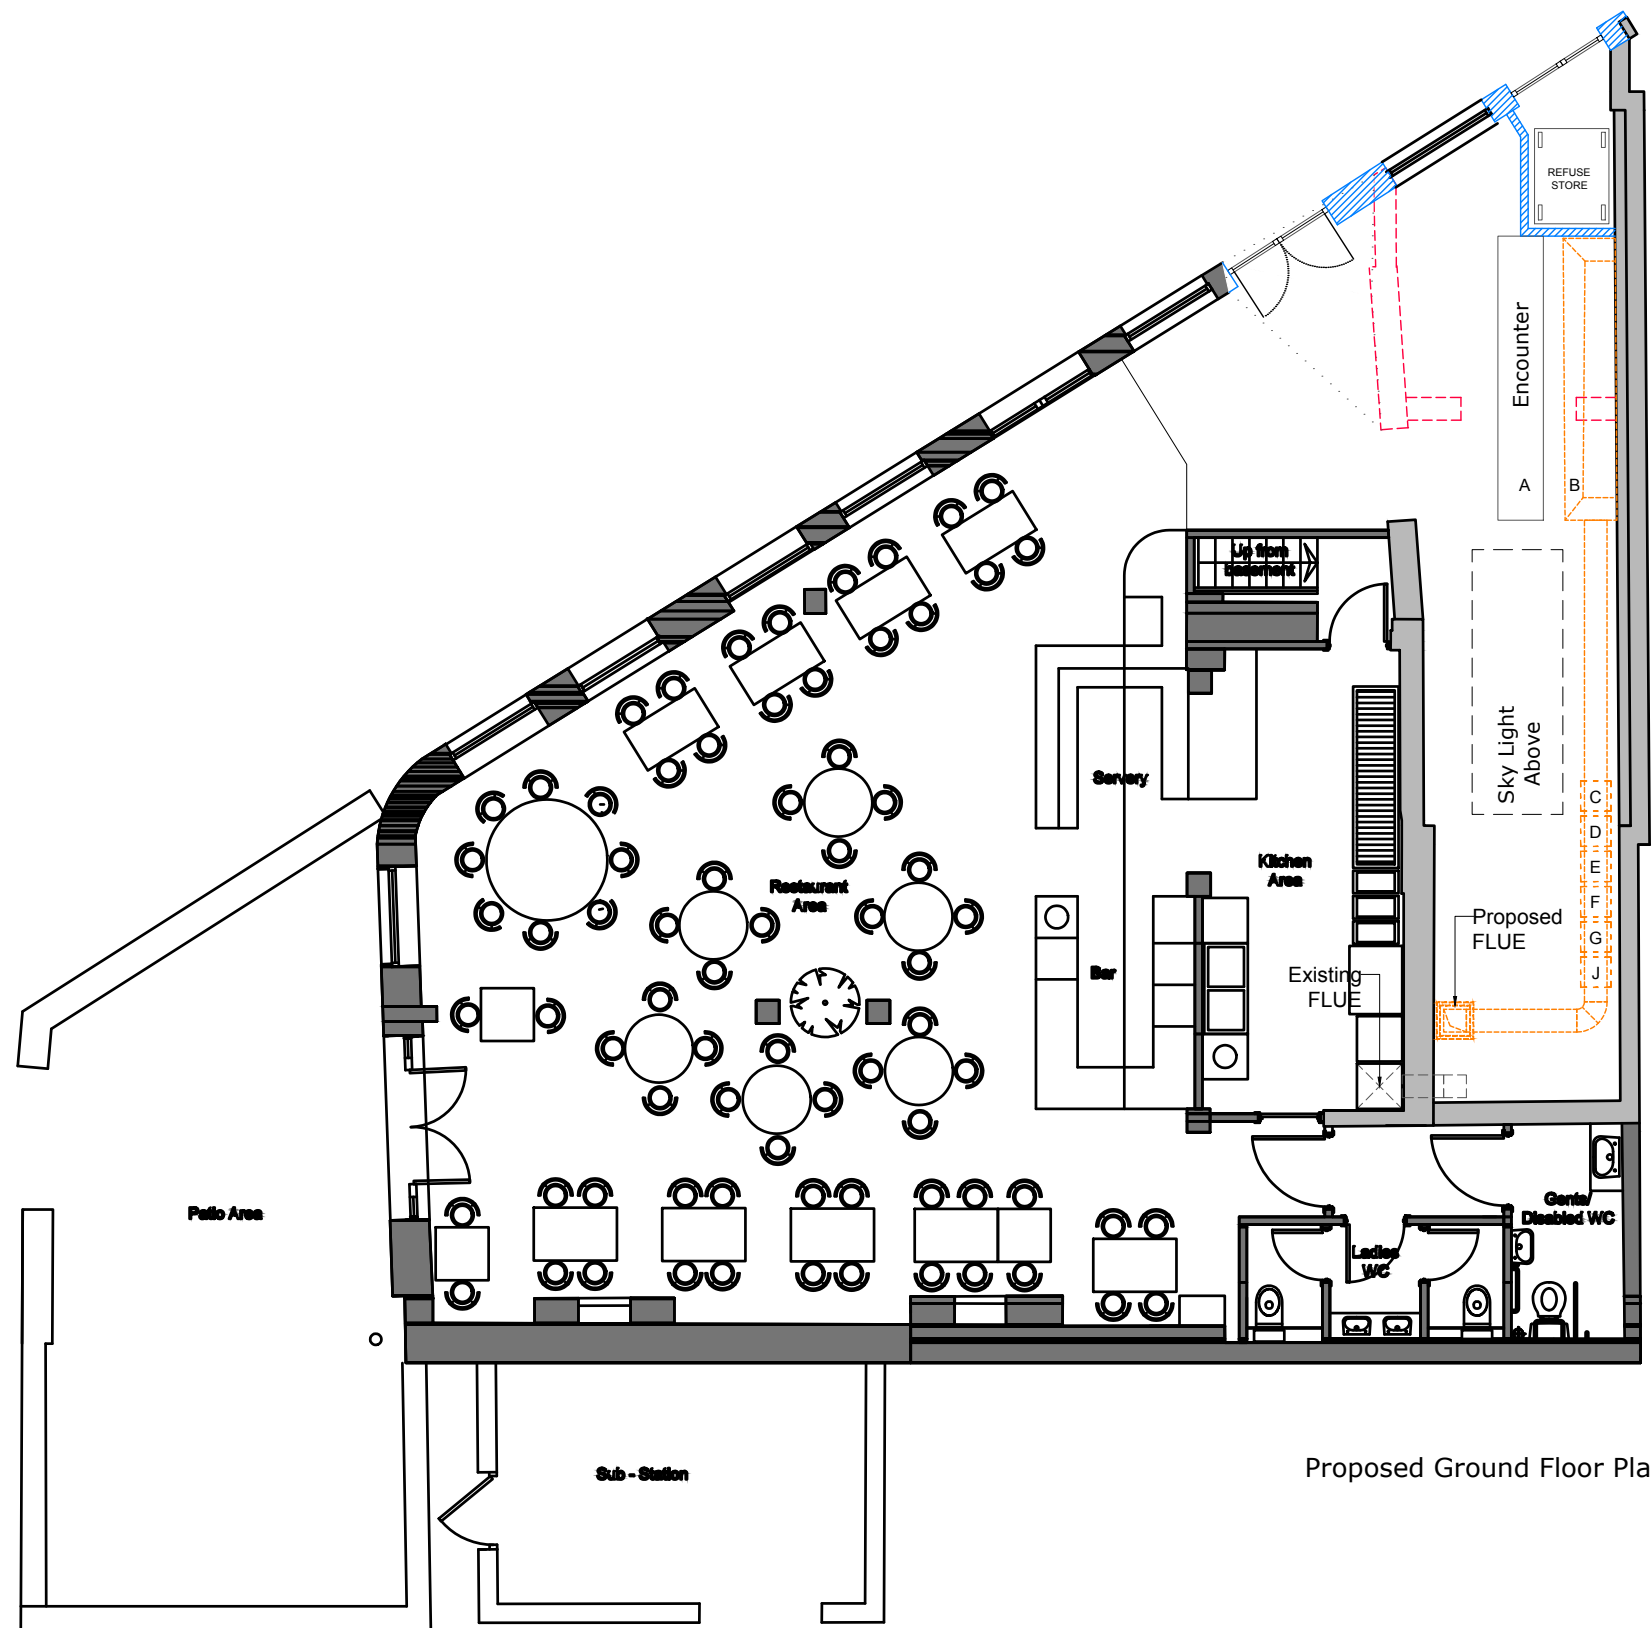 REFUSE
STORE
Encounter
A
B
Up from
basement
Sky Light
Above
Servery
C
D
E
F
G
J
Kitchen
Area
Restaurant
Area
Proposed
FLUE
Existing
FLUE
Bar
Patio Area
Gents/
Disabled WC
Ladies
WC
Sub - Station
Proposed Ground Floor Pla